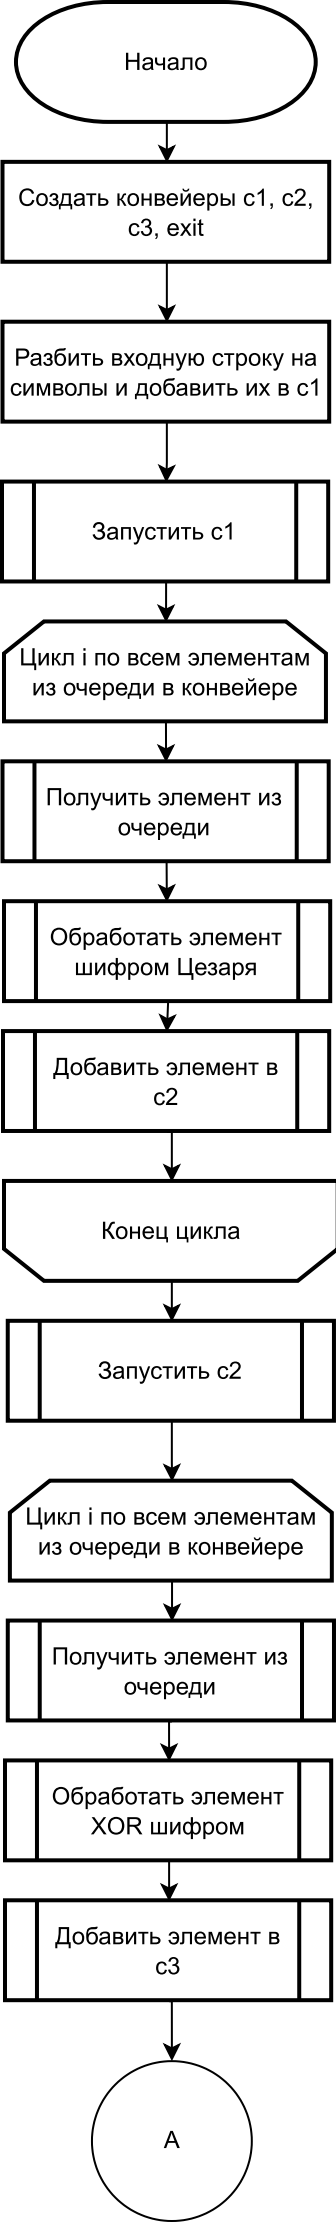 Начало
Создать конвейеры c1, c2,
c3, exit
Разбить входную строку на
символы и добавить их в c1
Запустить c1
Цикл i по всем элементам
из очереди в конвейере
Получить элемент из
очереди
Обработать элемент
шифром Цезаря
Добавить элемент в
c2
Конец цикла
Запустить c2
Цикл i по всем элементам
из очереди в конвейере
Получить элемент из
очереди
Обработать элемент
XOR шифром
Добавить элемент в
c3
A